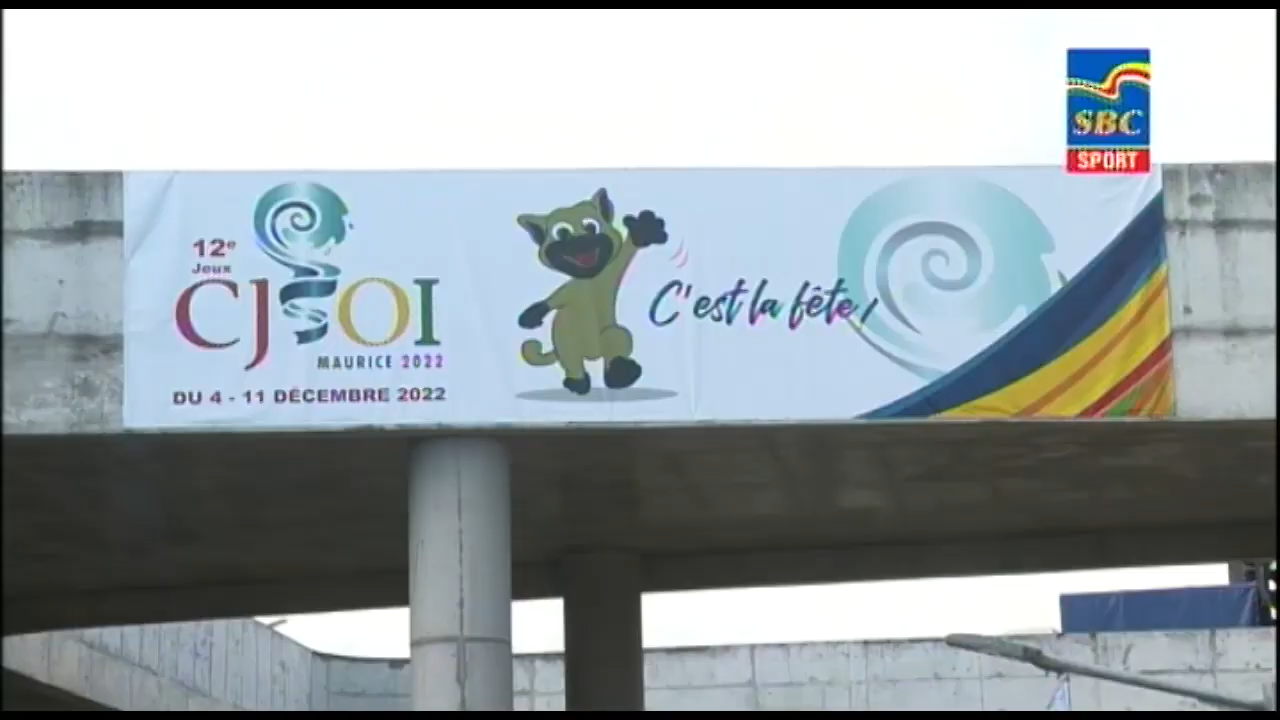 SBC
SPORT
12e
Jeux
CJSOI
MAURICE 2022
DU 4 - 11 DÉCEMBRE 2022
C'est la fête!